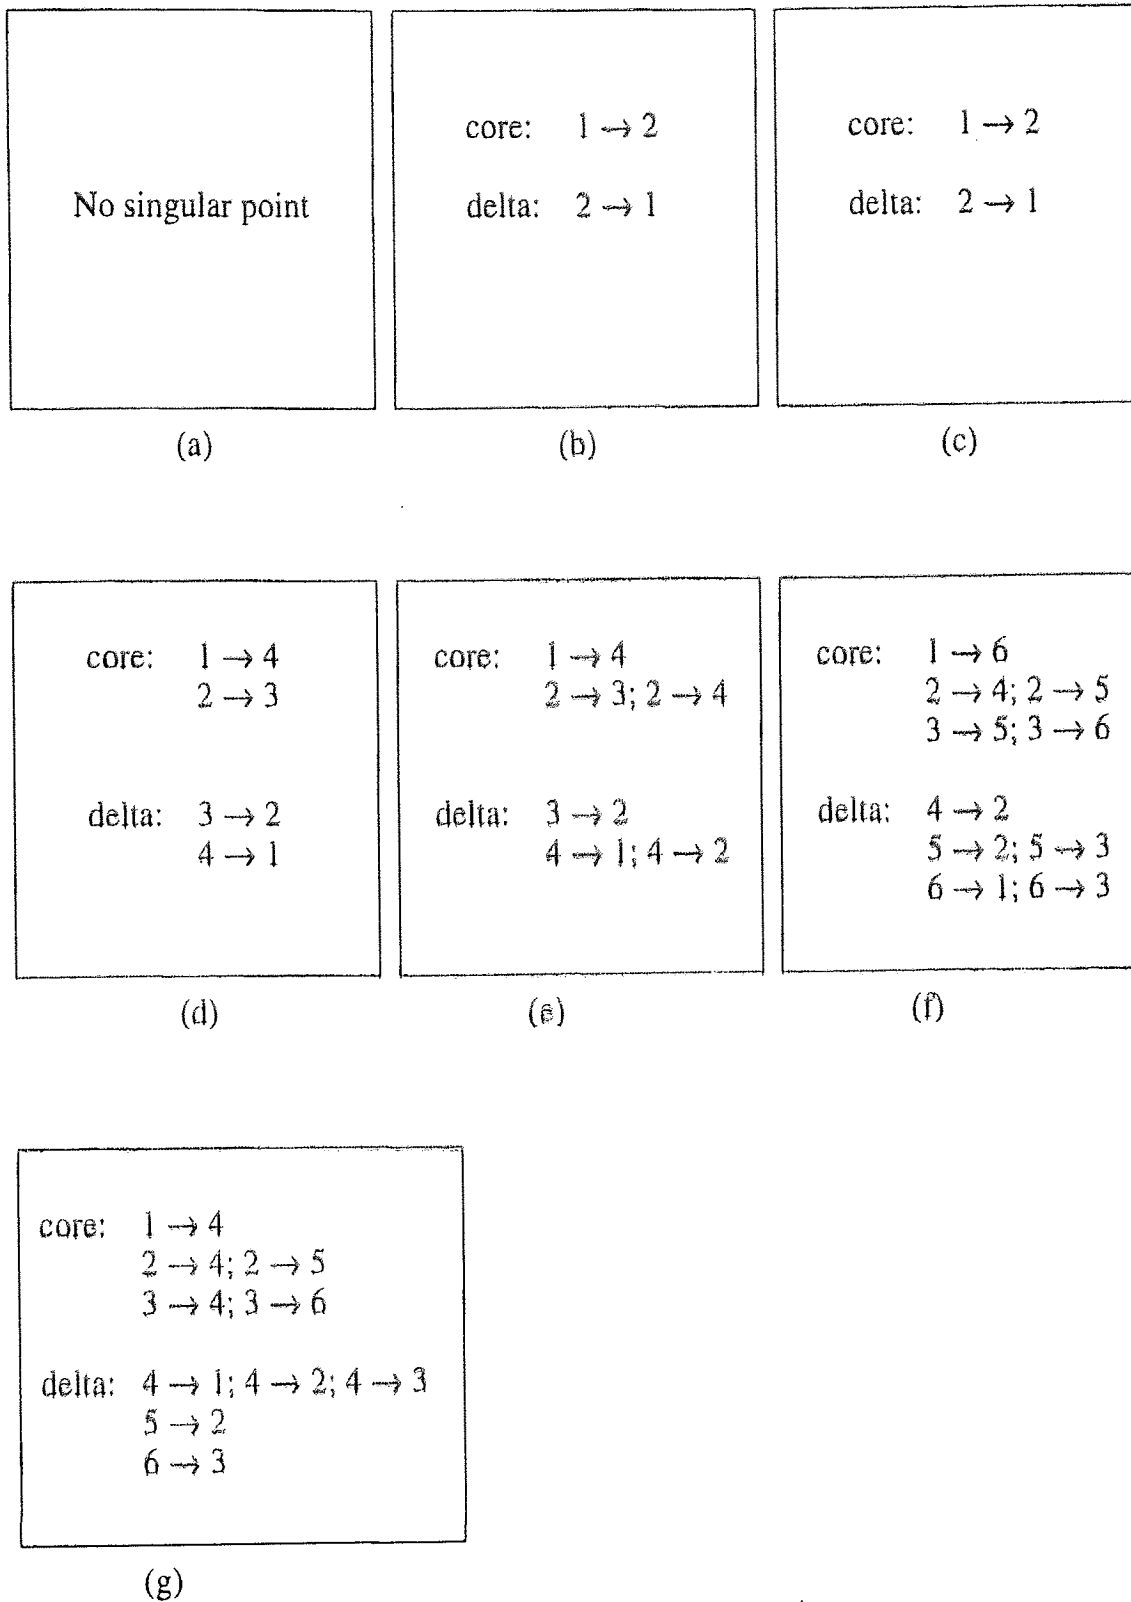 No singular point
(a)
core: 1 → 2
delta: 2 → 1
(b)
core: 1 → 2
delta: 2 → 1
(c)
core: 1 → 4
2 → 3
delta: 3 → 2
4 → 1
(d)
core: 1 → 4
2 → 3; 2 → 4
delta: 3 → 2
4 → 1; 4 → 2
(e)
core: 1 → 6
2 → 4; 2 → 5
3 → 5; 3 → 6
delta: 4 → 2
5 → 2; 5 → 3
6 → 1; 6 → 3
(f)
core: 1 → 4
2 → 4; 2 → 5
3 → 4; 3 → 6
delta: 4 → 1; 4 → 2; 4 → 3
5 → 2
6 → 3
(g)